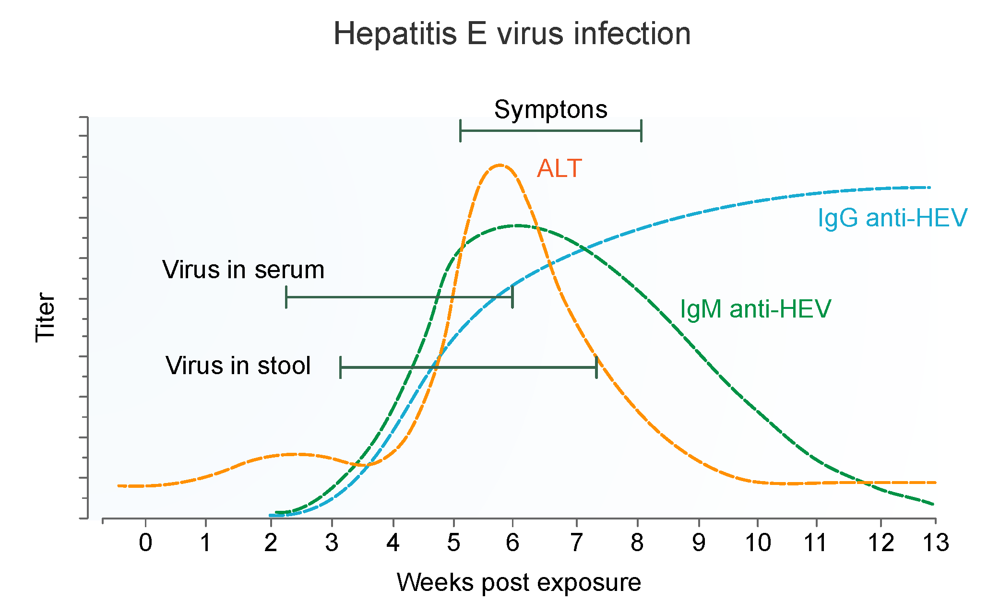 Hepatitis E virus infection
Symptons
ALT
IgG anti-HEV
Virus in serum
IgM anti-HEV
Virus in stool
Titer
0 1 2 3 4 5 6 7 8 9 10 11 12 13
Weeks post exposure